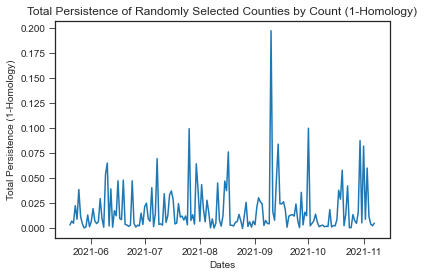 Total Persistence of Randomly Selected Counties by Count (1-Homology)
Total Persistence (1-Homology)
0.200
0.175
0.150
0.125
0.100
0.075
0.050
0.025
0.000
2021-06 2021-07 2021-08 2021-09 2021-10 2021-11
Dates